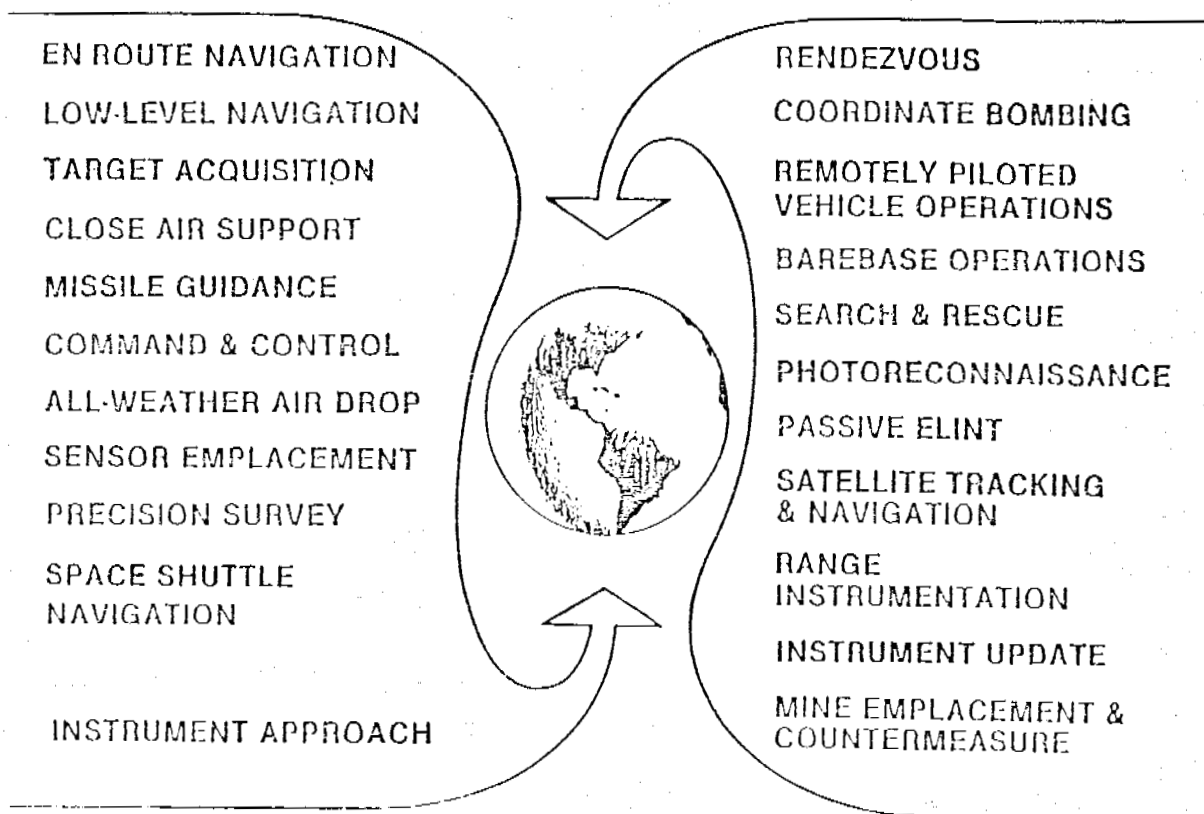 EN ROUTE NAVIGATION
LOW-LEVEL NAVIGATION
TARGET ACQUISITION
CLOSE AIR SUPPORT
MISSILE GUIDANCE
COMMAND & CONTROL
ALL-WEATHER AIR DROP
SENSOR EMPLACEMENT
PRECISION SURVEY
SPACE SHUTTLE
NAVIGATION
INSTRUMENT APPROACH
RENDEZVOUS
COORDINATE BOMBING
REMOTELY PILOTED
VEHICLE OPERATIONS
BAREBASE OPERATIONS
SEARCH & RESCUE
PHOTORECONNAISSANCE
PASSIVE ELINT
SATELLITE TRACKING
& NAVIGATION
RANGE
INSTRUMENTATION
INSTRUMENT UPDATE
MINE EMPLACEMENT &
COUNTERMEASURE